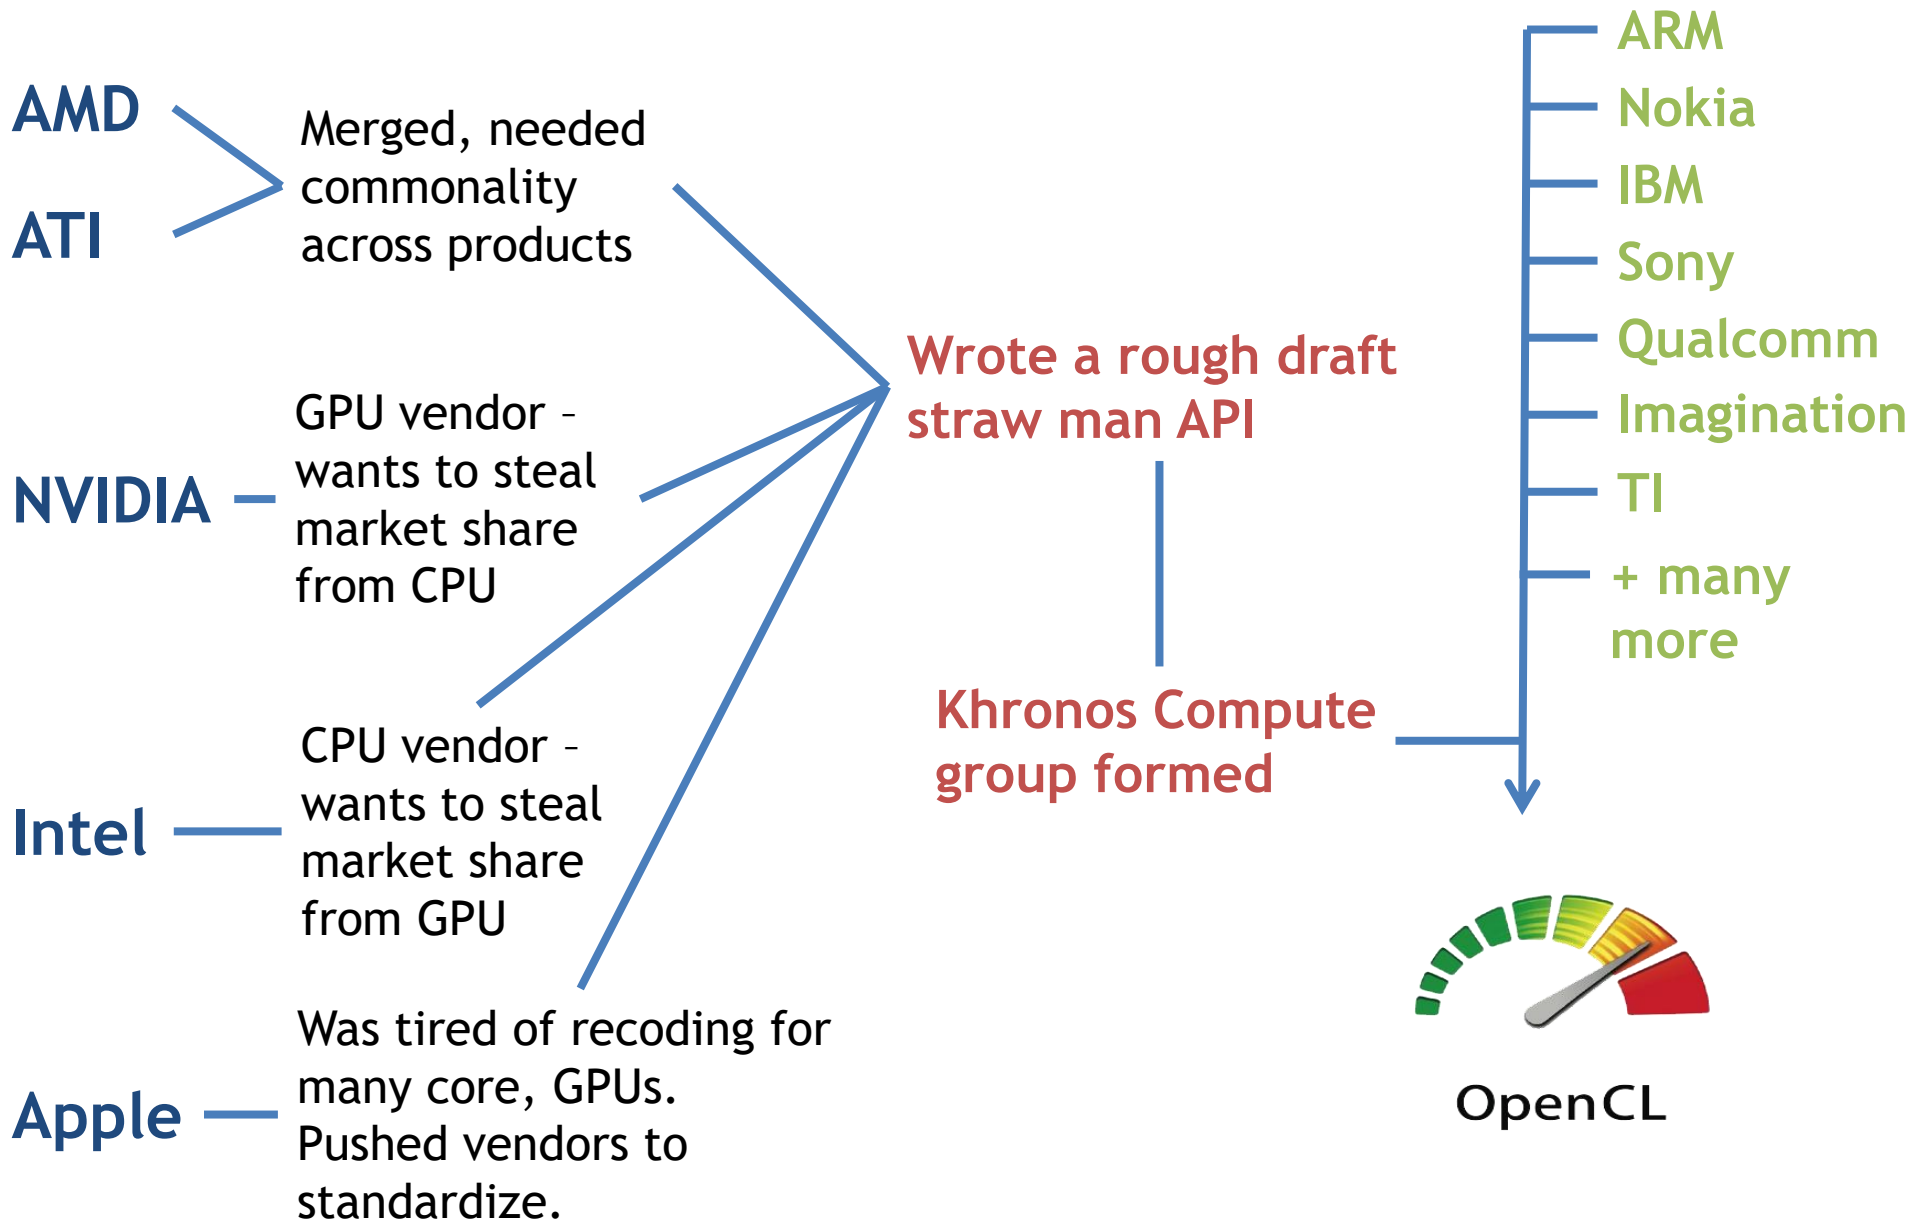 AMD
ATI
Merged, needed
commonality
across products
NVIDIA
GPU vendor –
wants to steal
market share
from CPU
Intel
CPU vendor –
wants to steal
market share
from GPU
Apple
Was tired of recoding for
many core, GPUs.
Pushed vendors to
standardize.
Wrote a rough draft
straw man API
Khronos Compute
group formed
ARM
Nokia
IBM
Sony
Qualcomm
Imagination
TI
+ many
more
OpenCL